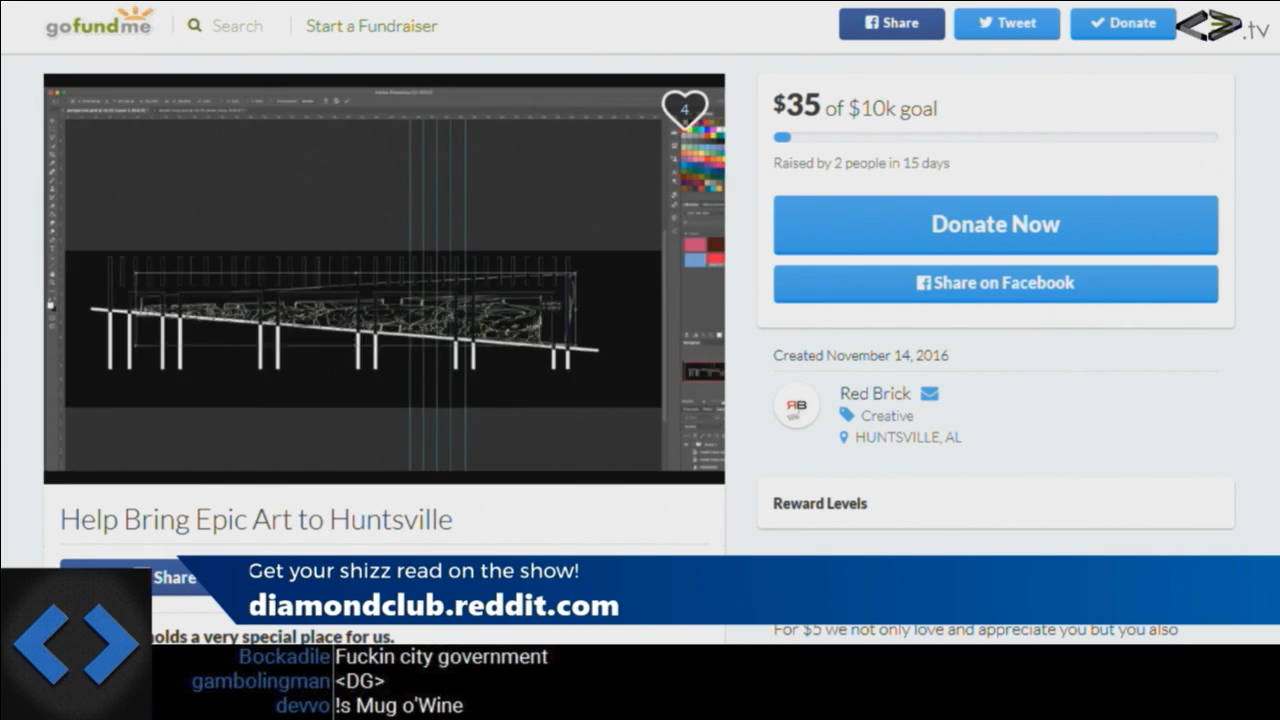 gofundme
Search
Start a Fundraiser
Share
Tweet
Donate
.tv
4
$35 of $10k goal
Raised by 2 people in 15 days
Donate Now
Share on Facebook
Created November 14, 2016
Red Brick
RB
Creative
HUNTSVILLE, AL
Reward Levels
Help Bring Epic Art to Huntsville
Share
Get your shizz read on the show!
diamondclub.reddit.com
olds a very special place for us.
For $5 we not only love and appreciate you but you also
Bockadile Fuckin city government
gambolingman <DG>
devvo !s Mug o'Wine